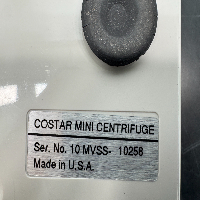 COSTAR MINI CENTRIFUGE
Ser. No. 10 MVSS- 10258
Made in U.S.A.